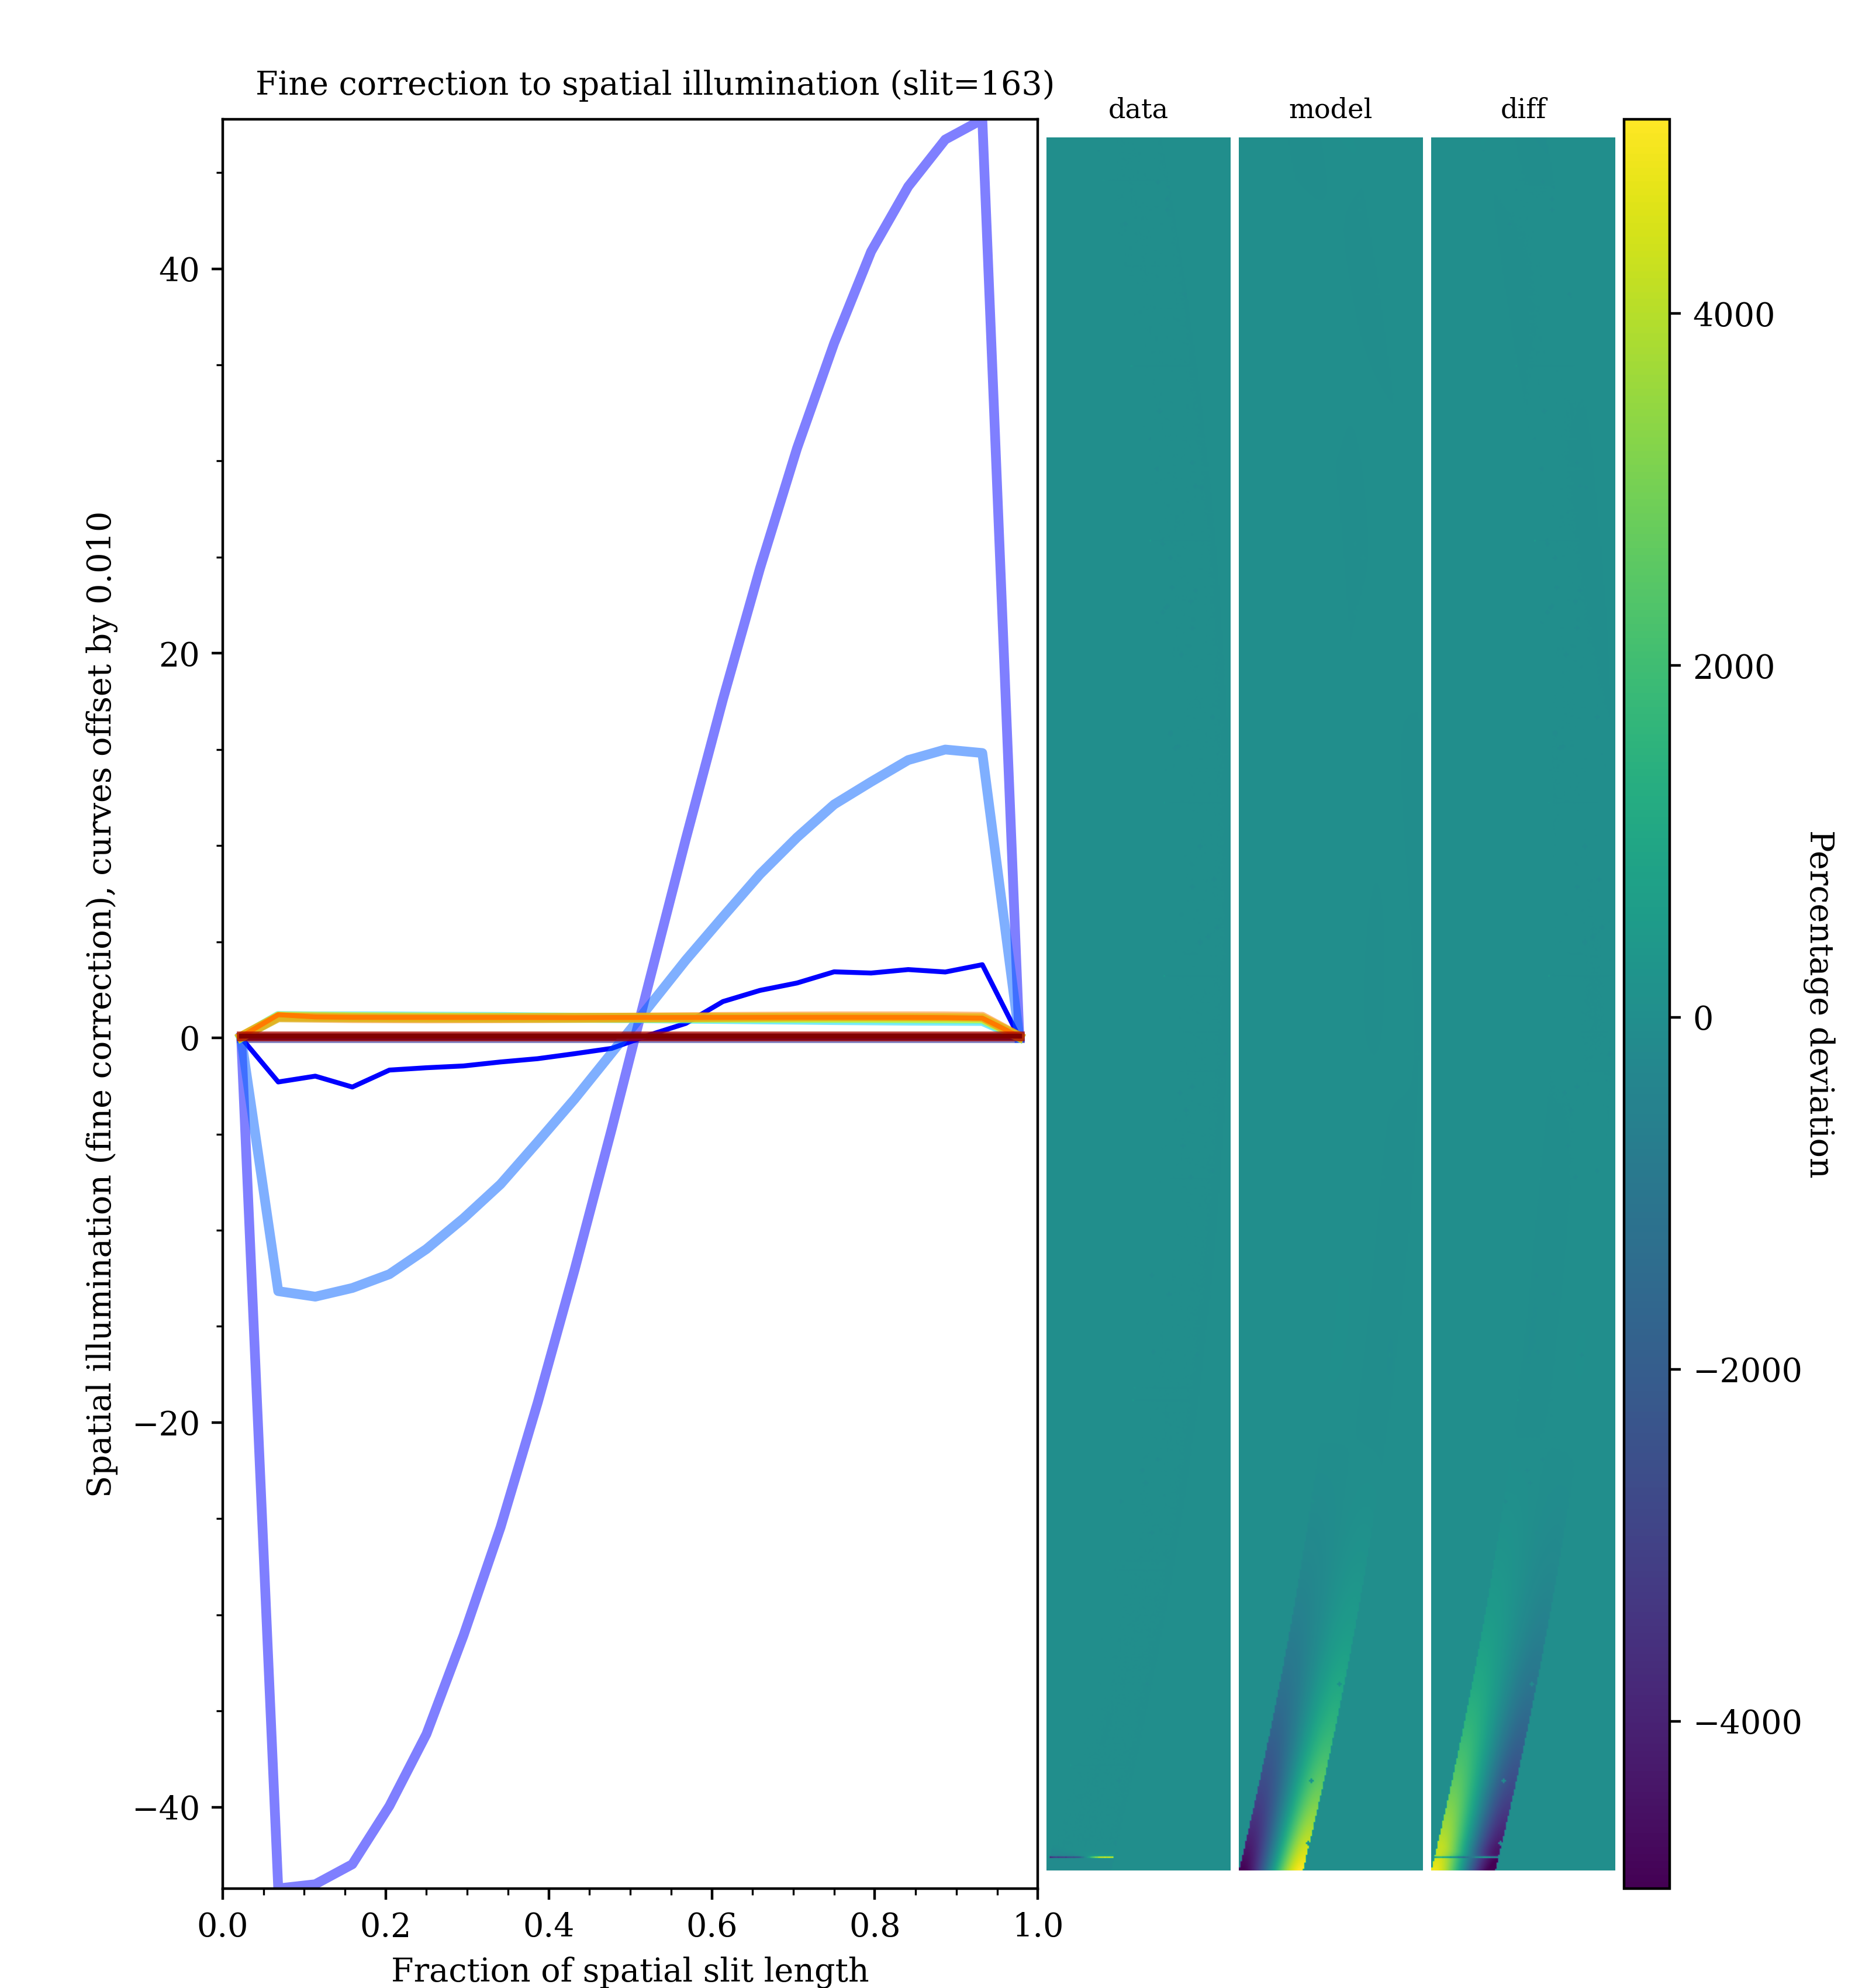 Fine correction to spatial illumination (slit=163)
data model diff
Spatial illumination (fine correction), curves offset by 0.010
40
20
0
−20
−40
0.0 0.2 0.4 0.6 0.8 1.0
Fraction of spatial slit length
4000
2000
0
−2000
−4000
Percentage deviation